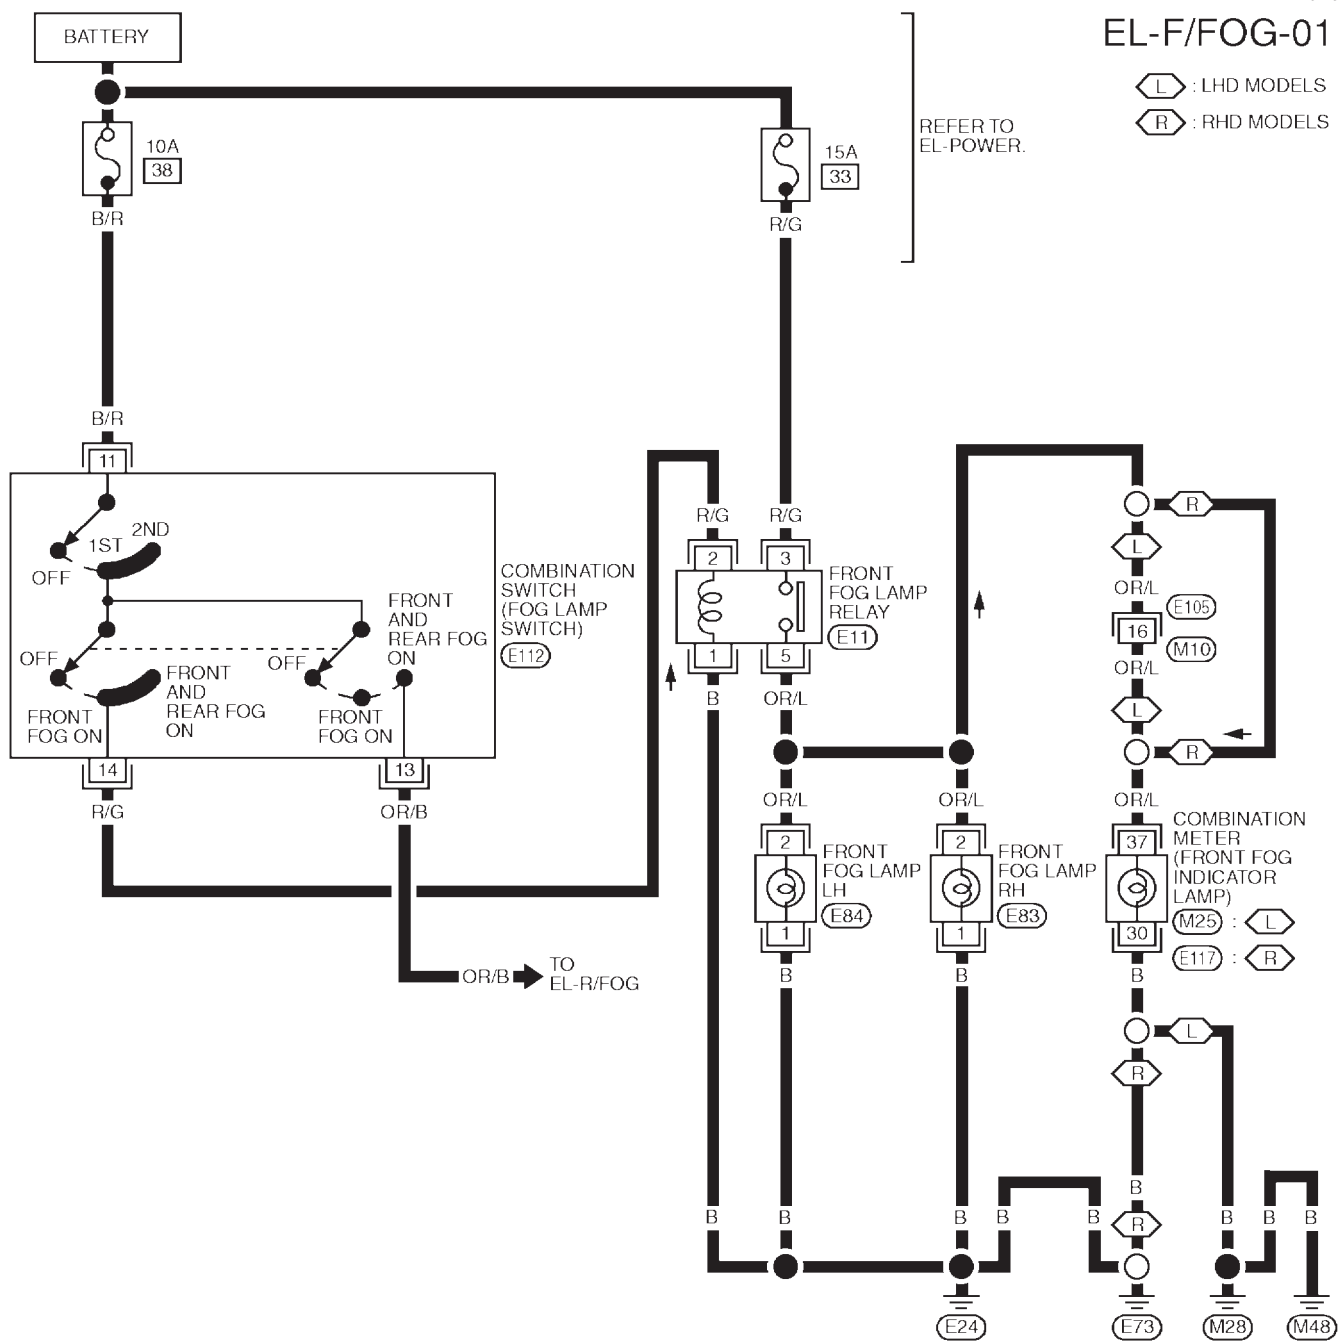 EL-F/FOG-01
BATTERY
L : LHD MODELS
R : RHD MODELS
REFER TO
EL-POWER.
10A
38
15A
33
B/R
R/G
B/R
11
2ND
1ST
OFF
OFF
FRONT
AND
REAR FOG
ON
FRONT
FOG ON
OFF
FRONT
AND
REAR FOG
ON
FRONT
FOG ON
COMBINATION
SWITCH
(FOG LAMP
SWITCH)
E112
14
13
R/G
OR/B
OR/B
TO
EL-R/FOG
R/G
R/G
2
3
FRONT
FOG LAMP
RELAY
E11
1
5
B
OR/L
R
L
OR/L
E105
16
M10
OR/L
L
R
OR/L
OR/L
OR/L
2
FRONT
FOG LAMP
LH
E84
1
2
FRONT
FOG LAMP
RH
E83
1
37
COMBINATION
METER
(FRONT FOG
INDICATOR
LAMP)
M25 : L
30
E117 : R
B
B
B
L
R
B
B
B
B
B
B
B
R
B
B
B
E24
E73
M28
M48